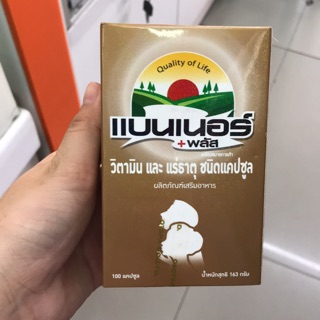 Quality of Life
แบนเนอร์
+พลัส
วิตามิน และ แร่ธาตุ ชนิดแคปซูล
ผลิตภัณฑ์เสริมอาหาร
100 แคปซูล
น้ำหนักสุทธิ 163 กรัม